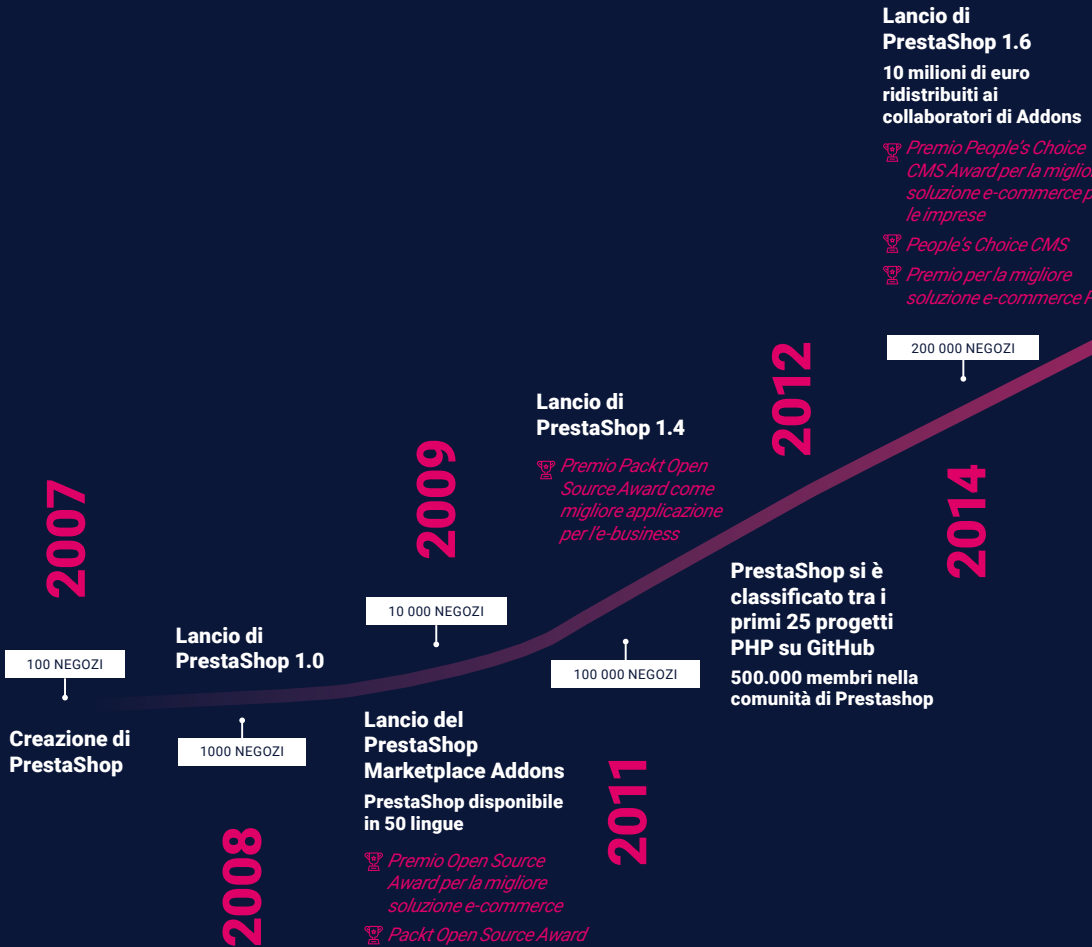 2007
100 NEGOZI
Creazione di
PrestaShop
Lancio di
PrestaShop 1.0
1000 NEGOZI
2008
2009
10 000 NEGOZI
Lancio del
PrestaShop
Marketplace Addons
PrestaShop disponibile
in 50 lingue
Premio Open Source
Award per la migliore
soluzione e-commerce
Packt Open Source Award
Lancio di
PrestaShop 1.4
Premio Packt Open
Source Award come
migliore applicazione
per l'e-business
100 000 NEGOZI
2011
2012
PrestaShop si è
classificato tra i
primi 25 progetti
PHP su GitHub
500.000 membri nella
comunità di Prestashop
Lancio di
PrestaShop 1.6
10 milioni di euro
ridistribuiti ai
collaboratori di Addons
Premio People's Choice
CMS Award per la
soluzione e-commerce
le imprese
People's Choice CMS
Premio per la migliore
soluzione e-commerce
200 000 NEGOZI
2014